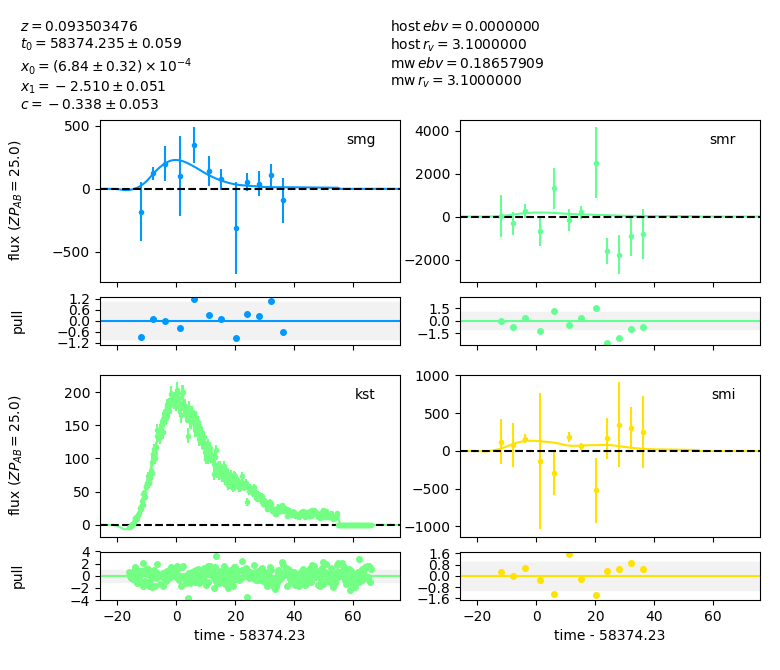 z = 0.093503476
t₀ = 58374.235 ± 0.059
x₀ = (6.84 ± 0.32) × 10⁻⁴
x₁ = −2.510 ± 0.051
c = −0.338 ± 0.053
host ebv = 0.0000000
host r_v = 3.1000000
mw ebv = 0.18657909
mw r_v = 3.1000000
flux (ZP_AB = 25.0)
500
0
−500
smg
4000
2000
0
−2000
smr
pull
1.2
0.6
0.0
−0.6
−1.2
1.5
0.0
−1.5
flux (ZP_AB = 25.0)
200
150
100
50
0
kst
1000
500
0
−500
−1000
smi
pull
4
2
0
−2
−4
1.6
0.8
0.0
−0.8
−1.6
−20 0 20 40 60
−20 0 20 40 60
time - 58374.23
time - 58374.23